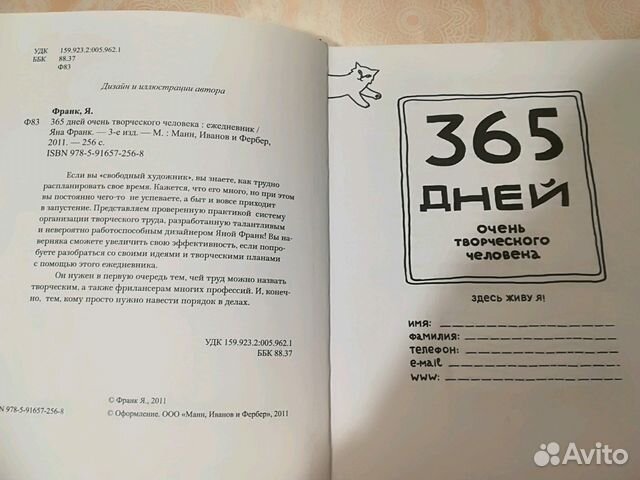 УДК 159.923.2:005.962.1
ББК 88.37
Ф83
Дизайн и иллюстрации автора
Франк, Я.
Ф83 365 дней очень творческого человека : ежедневник /
Яна Франк. — 3-е изд. — М. : Манн, Иванов и Фербер,
2011. — 256 с.
ISBN 978-5-91657-256-8
Если вы «свободный художник», вы знаете, как трудно
распланировать свое время. Кажется, что его много, но при этом
вы постоянно чего-то не успеваете, а быт и вовсе приходит
в запустение. Представляем проверенную практикой систему
организации творческого труда, разработанную талантливым
и невероятно работоспособным дизайнером Яной Франк! Вы на-
верняка сможете увеличить свою эффективность, если попро-
буете разобраться со своими идеями и творческими планами
с помощью этого ежедневника.
Он нужен в первую очередь тем, чей труд можно назвать
творческим, а также фрилансерам многих профессий. И, конеч-
но, тем, кому просто нужно навести порядок в делах.
УДК 159.923.2:005.962.1
ББК 88.37
© Франк Я., 2011
N 978-5-91657-256-8
© Оформление. ООО «Манн, Иванов и Фербер», 2011
365
ДНЕЙ
ОЧЕНЬ
ТВОРЧЕСКОГО
ЧЕЛОВЕКА
ЗДЕСЬ ЖИВУ Я!
ИМЯ:
ФАМИЛИЯ:
ТЕЛЕФОН:
e-mail
WWW:
Avito